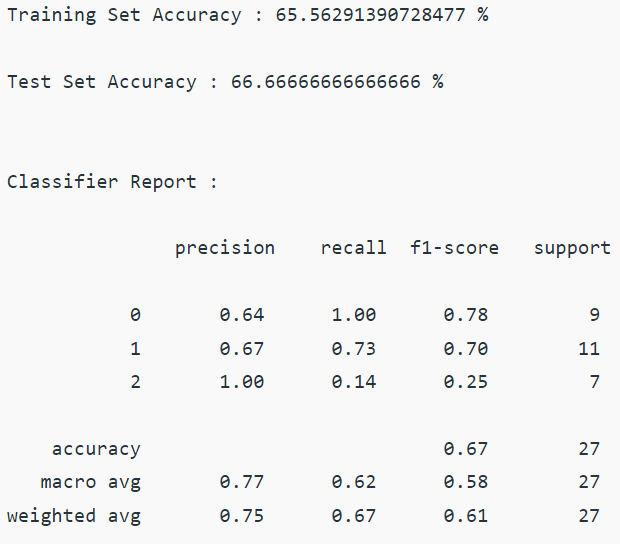 Training Set Accuracy : 65.56291390728477 %
Test Set Accuracy : 66.66666666666666 %
Classifier Report :
precision recall f1-score support
0 0.64 1.00 0.78 9
1 0.67 0.73 0.70 11
2 1.00 0.14 0.25 7
accuracy 0.67 27
macro avg 0.77 0.62 0.58 27
weighted avg 0.75 0.67 0.61 27